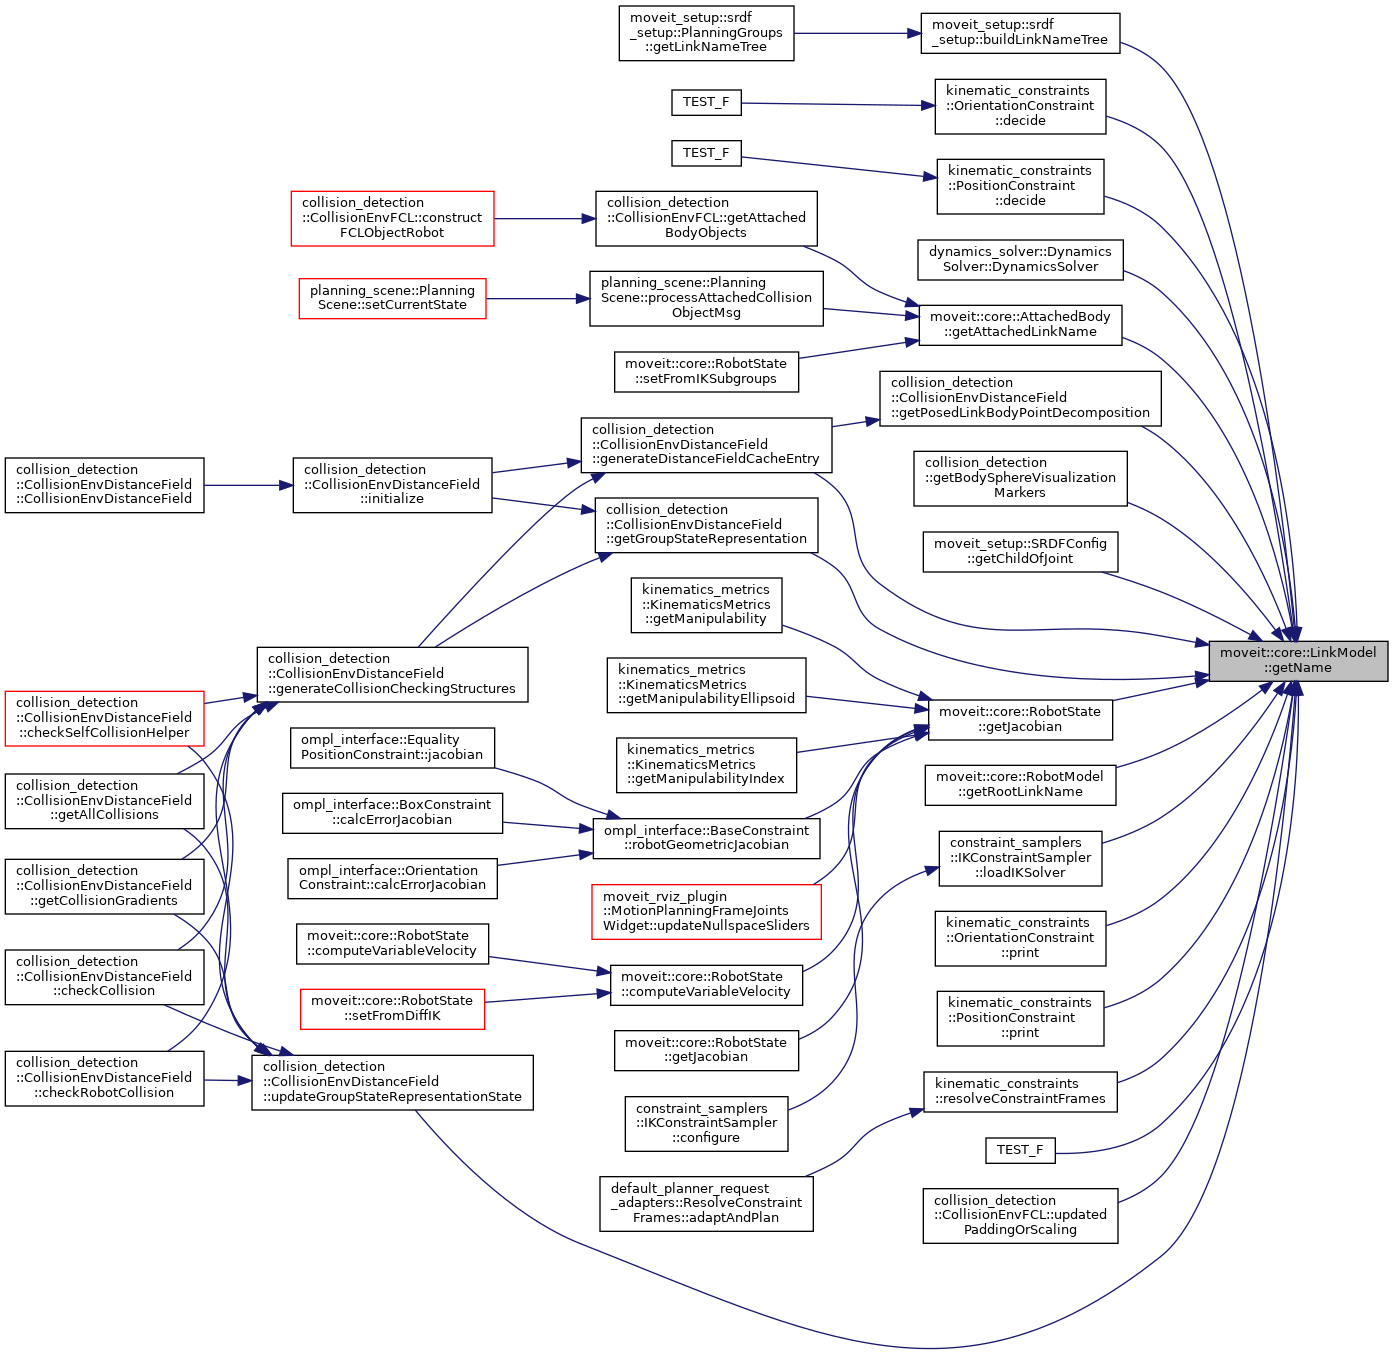 moveit_setup::srdf
_setup::PlanningGroups
::getLinkNameTree
moveit_setup::srdf
_setup::buildLinkNameTree
TEST_F
kinematic_constraints
::OrientationConstraint
::decide
TEST_F
kinematic_constraints
::PositionConstraint
::decide
collision_detection
::CollisionEnvFCL::construct
FCLObjectRobot
collision_detection
::CollisionEnvFCL::getAttached
BodyObjects
dynamics_solver::Dynamics
Solver::DynamicsSolver
planning_scene::Planning
Scene::setCurrentState
planning_scene::Planning
Scene::processAttachedCollision
ObjectMsg
moveit::core::AttachedBody
::getAttachedLinkName
moveit::core::RobotState
::setFromIKSubgroups
collision_detection
::CollisionEnvDistanceField
::getPosedLinkBodyPointDecomposition
collision_detection
::CollisionEnvDistanceField
::generateDistanceFieldCacheEntry
collision_detection
::CollisionEnvDistanceField
::CollisionEnvDistanceField
collision_detection
::CollisionEnvDistanceField
::initialize
collision_detection
::getBodySphereVisualization
Markers
collision_detection
::CollisionEnvDistanceField
::getGroupStateRepresentation
moveit_setup::SRDFConfig
::getChildOfJoint
kinematics_metrics
::KinematicsMetrics
::getManipulability
moveit::core::LinkModel
::getName
collision_detection
::CollisionEnvDistanceField
::generateCollisionCheckingStructures
kinematics_metrics
::KinematicsMetrics
::getManipulabilityEllipsoid
collision_detection
::CollisionEnvDistanceField
::checkSelfCollisionHelper
moveit::core::RobotState
::getJacobian
ompl_interface::Equality
PositionConstraint::jacobian
kinematics_metrics
::KinematicsMetrics
::getManipulabilityIndex
collision_detection
::CollisionEnvDistanceField
::getAllCollisions
moveit::core::RobotModel
::getRootLinkName
ompl_interface::BoxConstraint
::calcErrorJacobian
ompl_interface::BaseConstraint
::robotGeometricJacobian
constraint_samplers
::IKConstraintSampler
::loadIKSolver
collision_detection
::CollisionEnvDistanceField
::getCollisionGradients
ompl_interface::Orientation
Constraint::calcErrorJacobian
moveit_rviz_plugin
::MotionPlanningFrameJoints
Widget::updateNullspaceSliders
kinematic_constraints
::OrientationConstraint
::print
moveit::core::RobotState
::computeVariableVelocity
collision_detection
::CollisionEnvDistanceField
::checkCollision
moveit::core::RobotState
::computeVariableVelocity
moveit::core::RobotState
::setFromDiffIK
kinematic_constraints
::PositionConstraint
::print
moveit::core::RobotState
::getJacobian
collision_detection
::CollisionEnvDistanceField
::checkRobotCollision
collision_detection
::CollisionEnvDistanceField
::updateGroupStateRepresentationState
kinematic_constraints
::resolveConstraintFrames
constraint_samplers
::IKConstraintSampler
::configure
TEST_F
default_planner_request
_adapters::ResolveConstraint
Frames::adaptAndPlan
collision_detection
::CollisionEnvFCL::updated
PaddingOrScaling